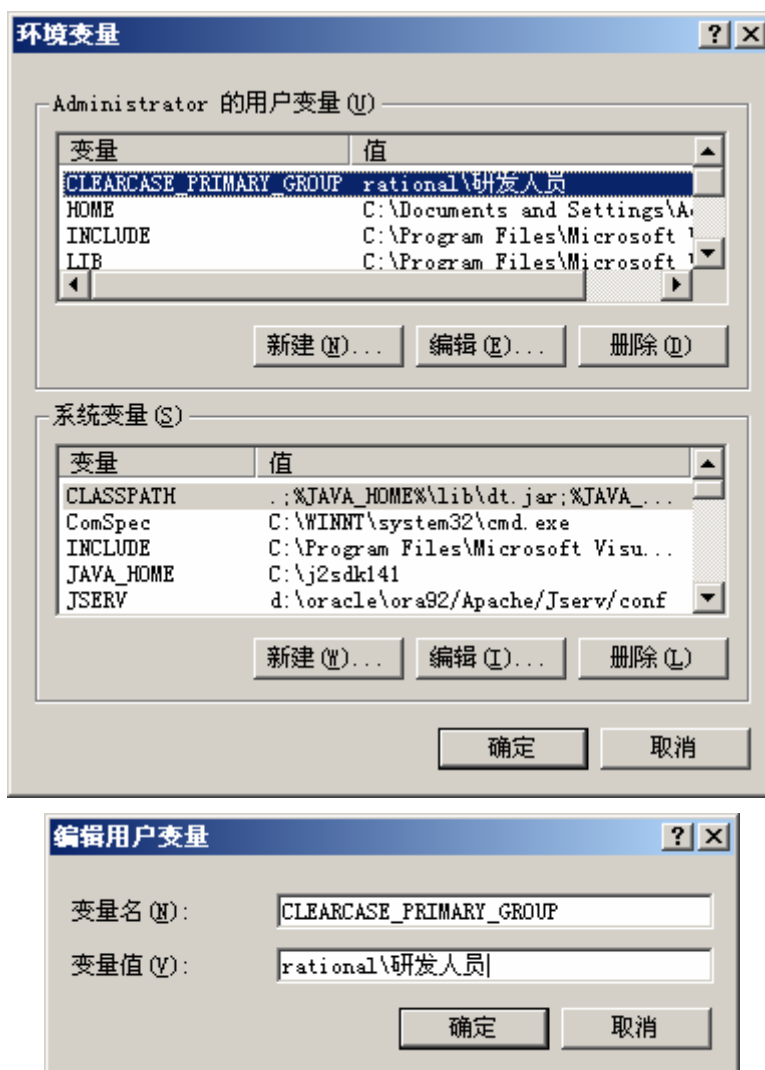 环境变量
Administrator 的用户变量(U)
变量 值
CLEARCASE_PRIMARY_GROUP rational\研发人员
HOME C:\Documents and Settings\A
INCLUDE C:\Program Files\Microsoft
LIB C:\Program Files\Microsoft
新建(N)... 编辑(E)... 删除(D)
系统变量(S)
变量 值
CLASSPATH .;%JAVA_HOME%\lib\dt.jar;%JAVA_...
ComSpec C:\WINNT\system32\cmd.exe
INCLUDE C:\Program Files\Microsoft Visu...
JAVA_HOME C:\j2sdk141
JSERV d:\oracle\ora92/Apache/Jserv/conf
新建(W)... 编辑(I)... 删除(L)
确定 取消
编辑用户变量
变量名(N): CLEARCASE_PRIMARY_GROUP
变量值(V): rational\研发人员
确定 取消